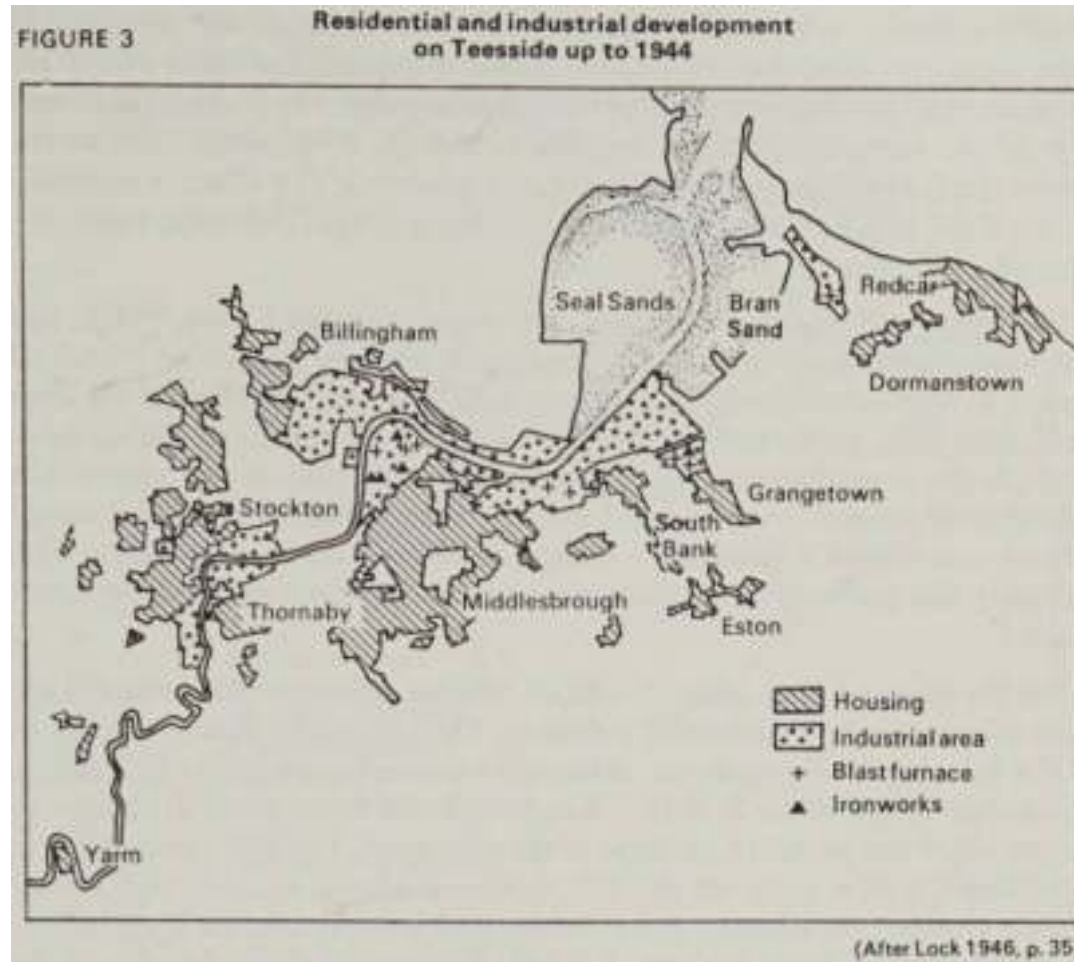 FIGURE 3
Residential and industrial development
on Teesside up to 1944
Seal Sands
Bran
Sand
Redcar
Billingham
Dormanstown
Stockton
Grangetown
South
Bank
Thornaby
Middlesbrough
Eston
Housing
Industrial area
Blast furnace
Ironworks
Yarm
(After Lock 1946, p. 35